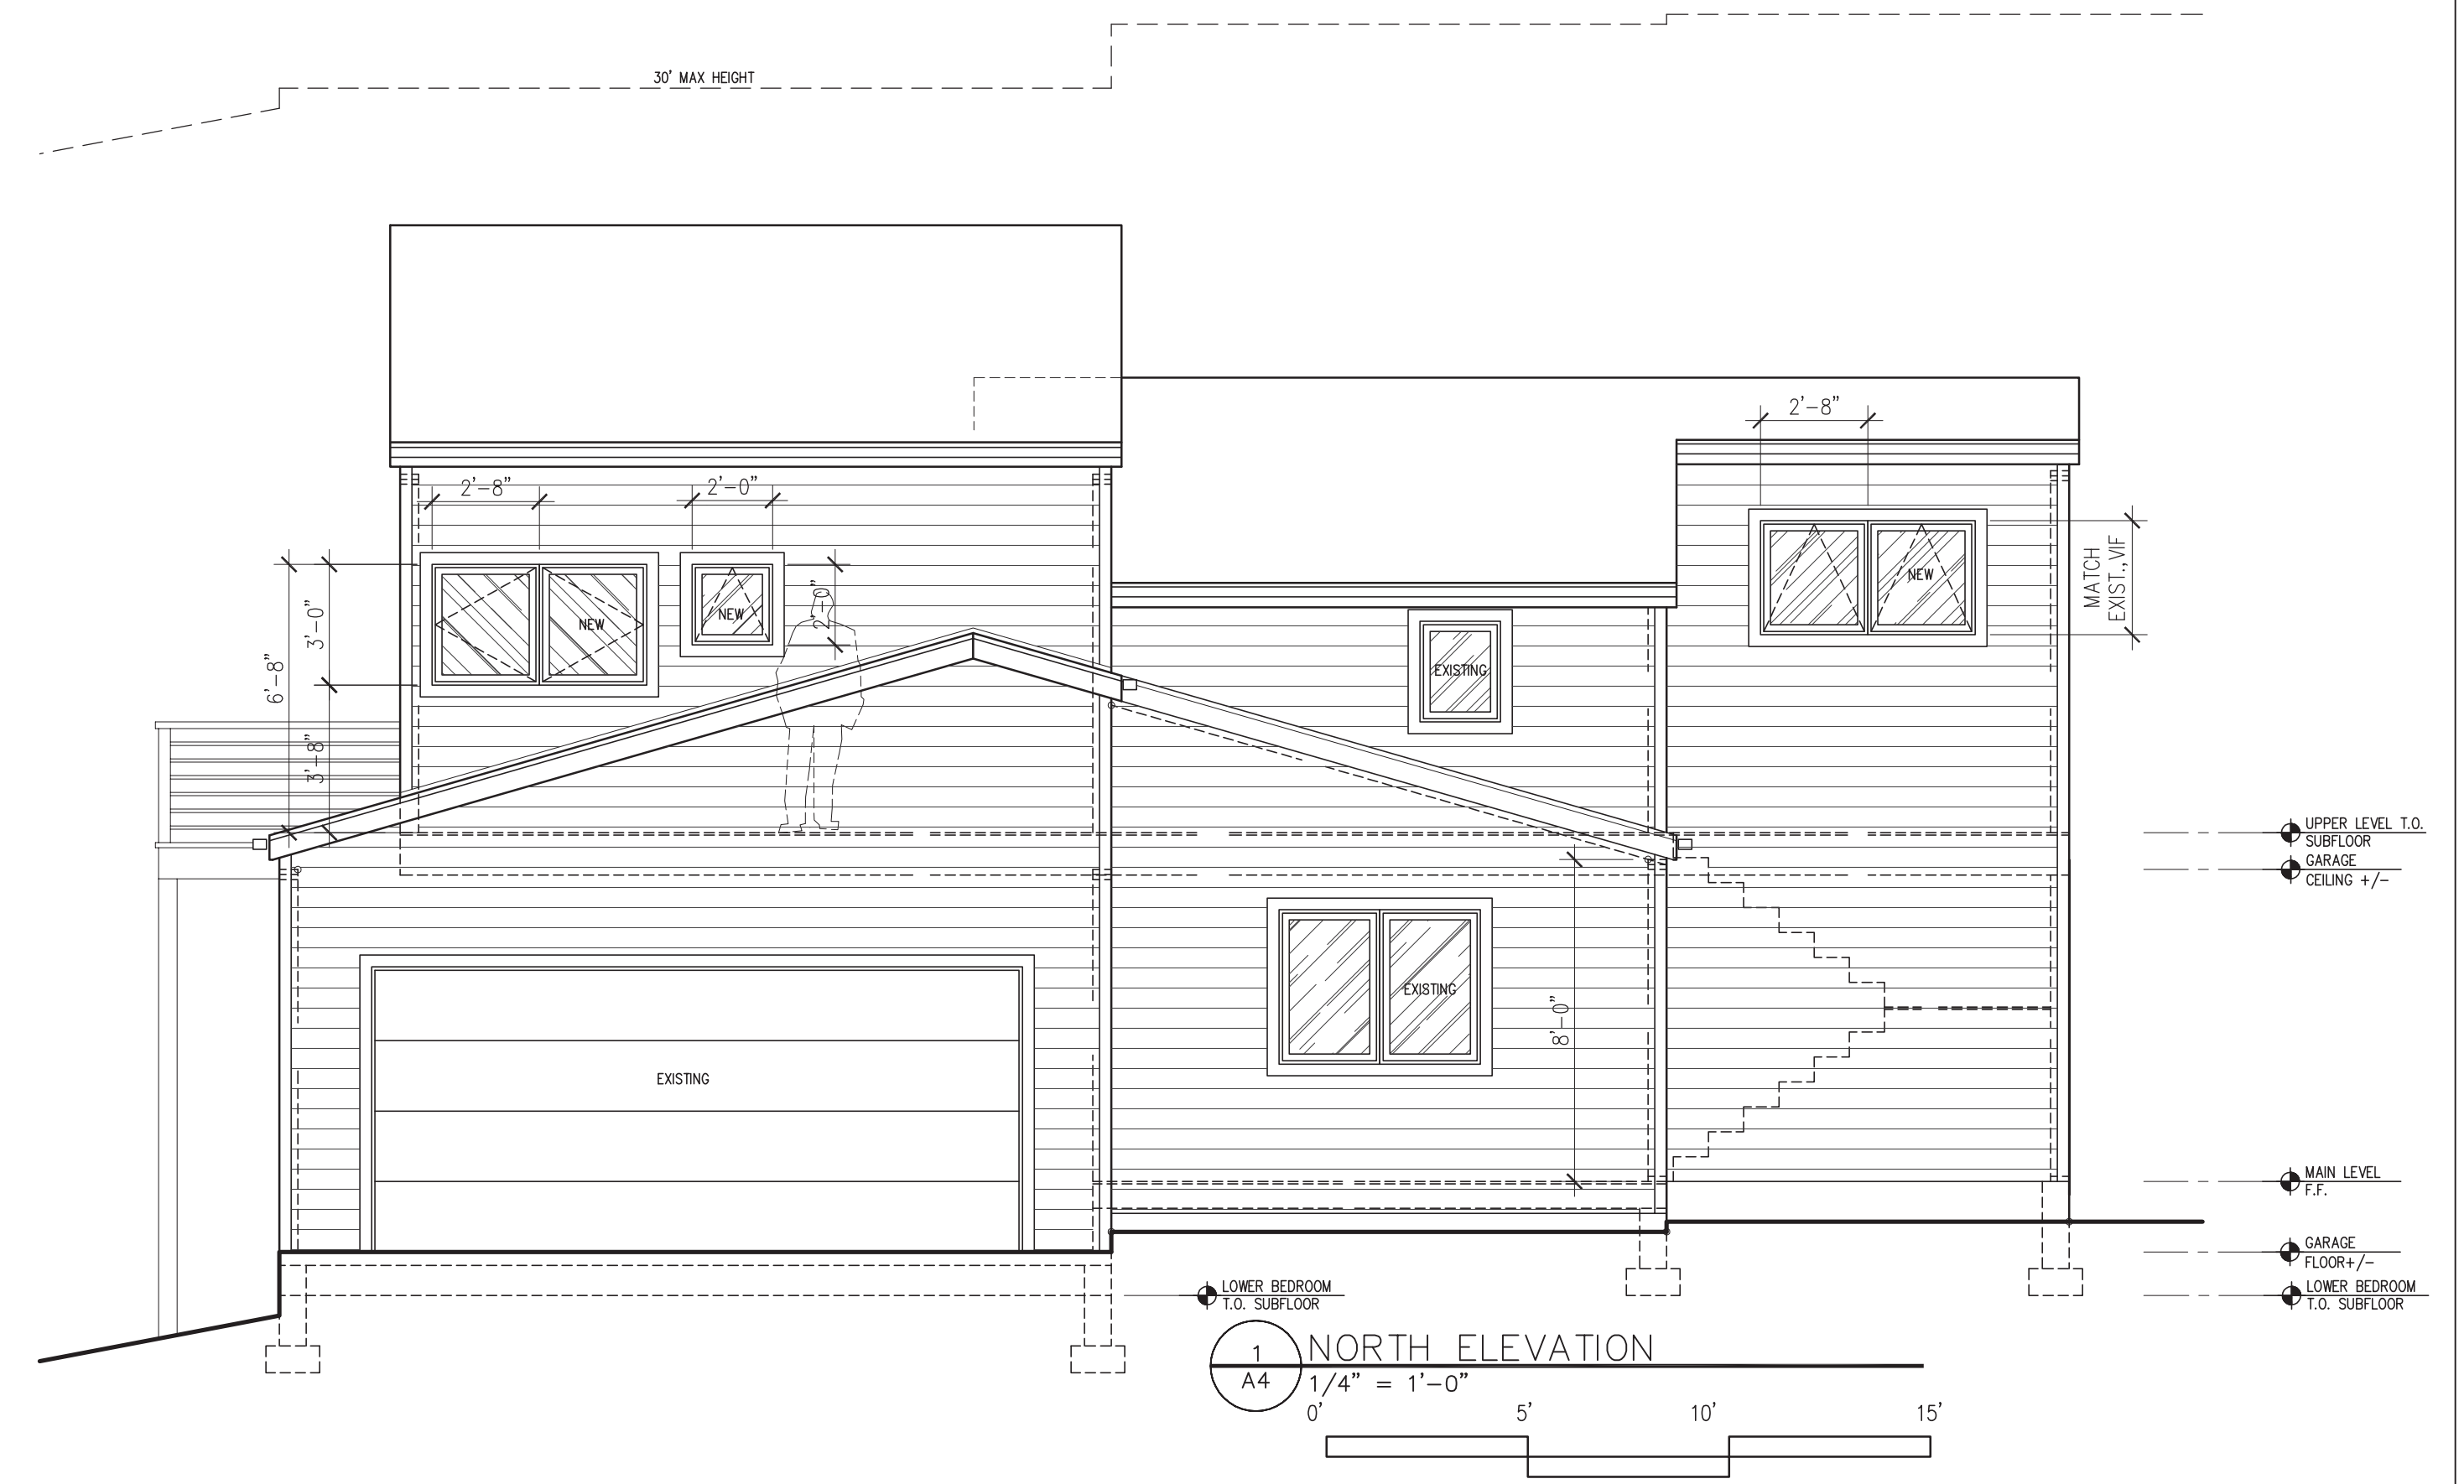 30' MAX HEIGHT
2'-8"
2'-8"
2'-0"
NEW
NEW
2'-"
NEW
MATCH
EXIST.,VIF
3'-0"
6'-8"
3'-8"
EXISTING
UPPER LEVEL T.O.
SUBFLOOR
GARAGE
CEILING +/-
EXISTING
8'-0"
EXISTING
MAIN LEVEL
F.F.
GARAGE
FLOOR+/-
LOWER BEDROOM
T.O. SUBFLOOR
LOWER BEDROOM
T.O. SUBFLOOR
1
A4
NORTH ELEVATION
1/4" = 1'-0"
0' 5' 10' 15'